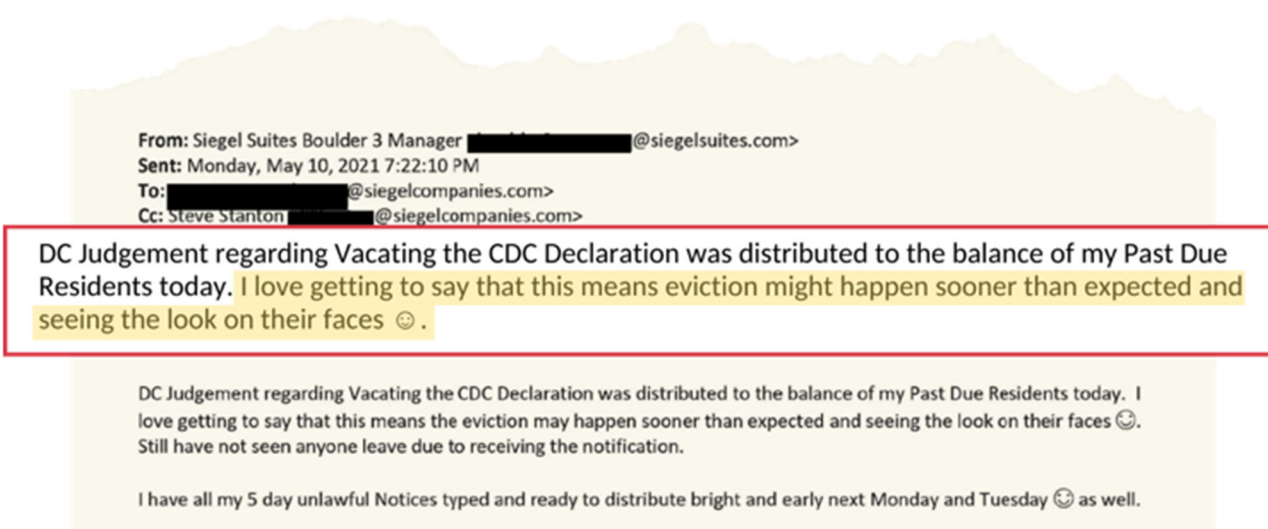 From: Siegel Suites Boulder 3 Manager @siegelsuites.com>
Sent: Monday, May 10, 2021 7:22:10 PM
To: @siegelcompanies.com>
Cc: Steve Stanton @siegelcompanies.com>
DC Judgement regarding Vacating the CDC Declaration was distributed to the balance of my Past Due
Residents today. I love getting to say that this means eviction might happen sooner than expected and
seeing the look on their faces ☺.
DC Judgement regarding Vacating the CDC Declaration was distributed to the balance of my Past Due Residents today. I
love getting to say that this means the eviction may happen sooner than expected and seeing the look on their faces ☺.
Still have not seen anyone leave due to receiving the notification.
I have all my 5 day unlawful Notices typed and ready to distribute bright and early next Monday and Tuesday ☺ as well.